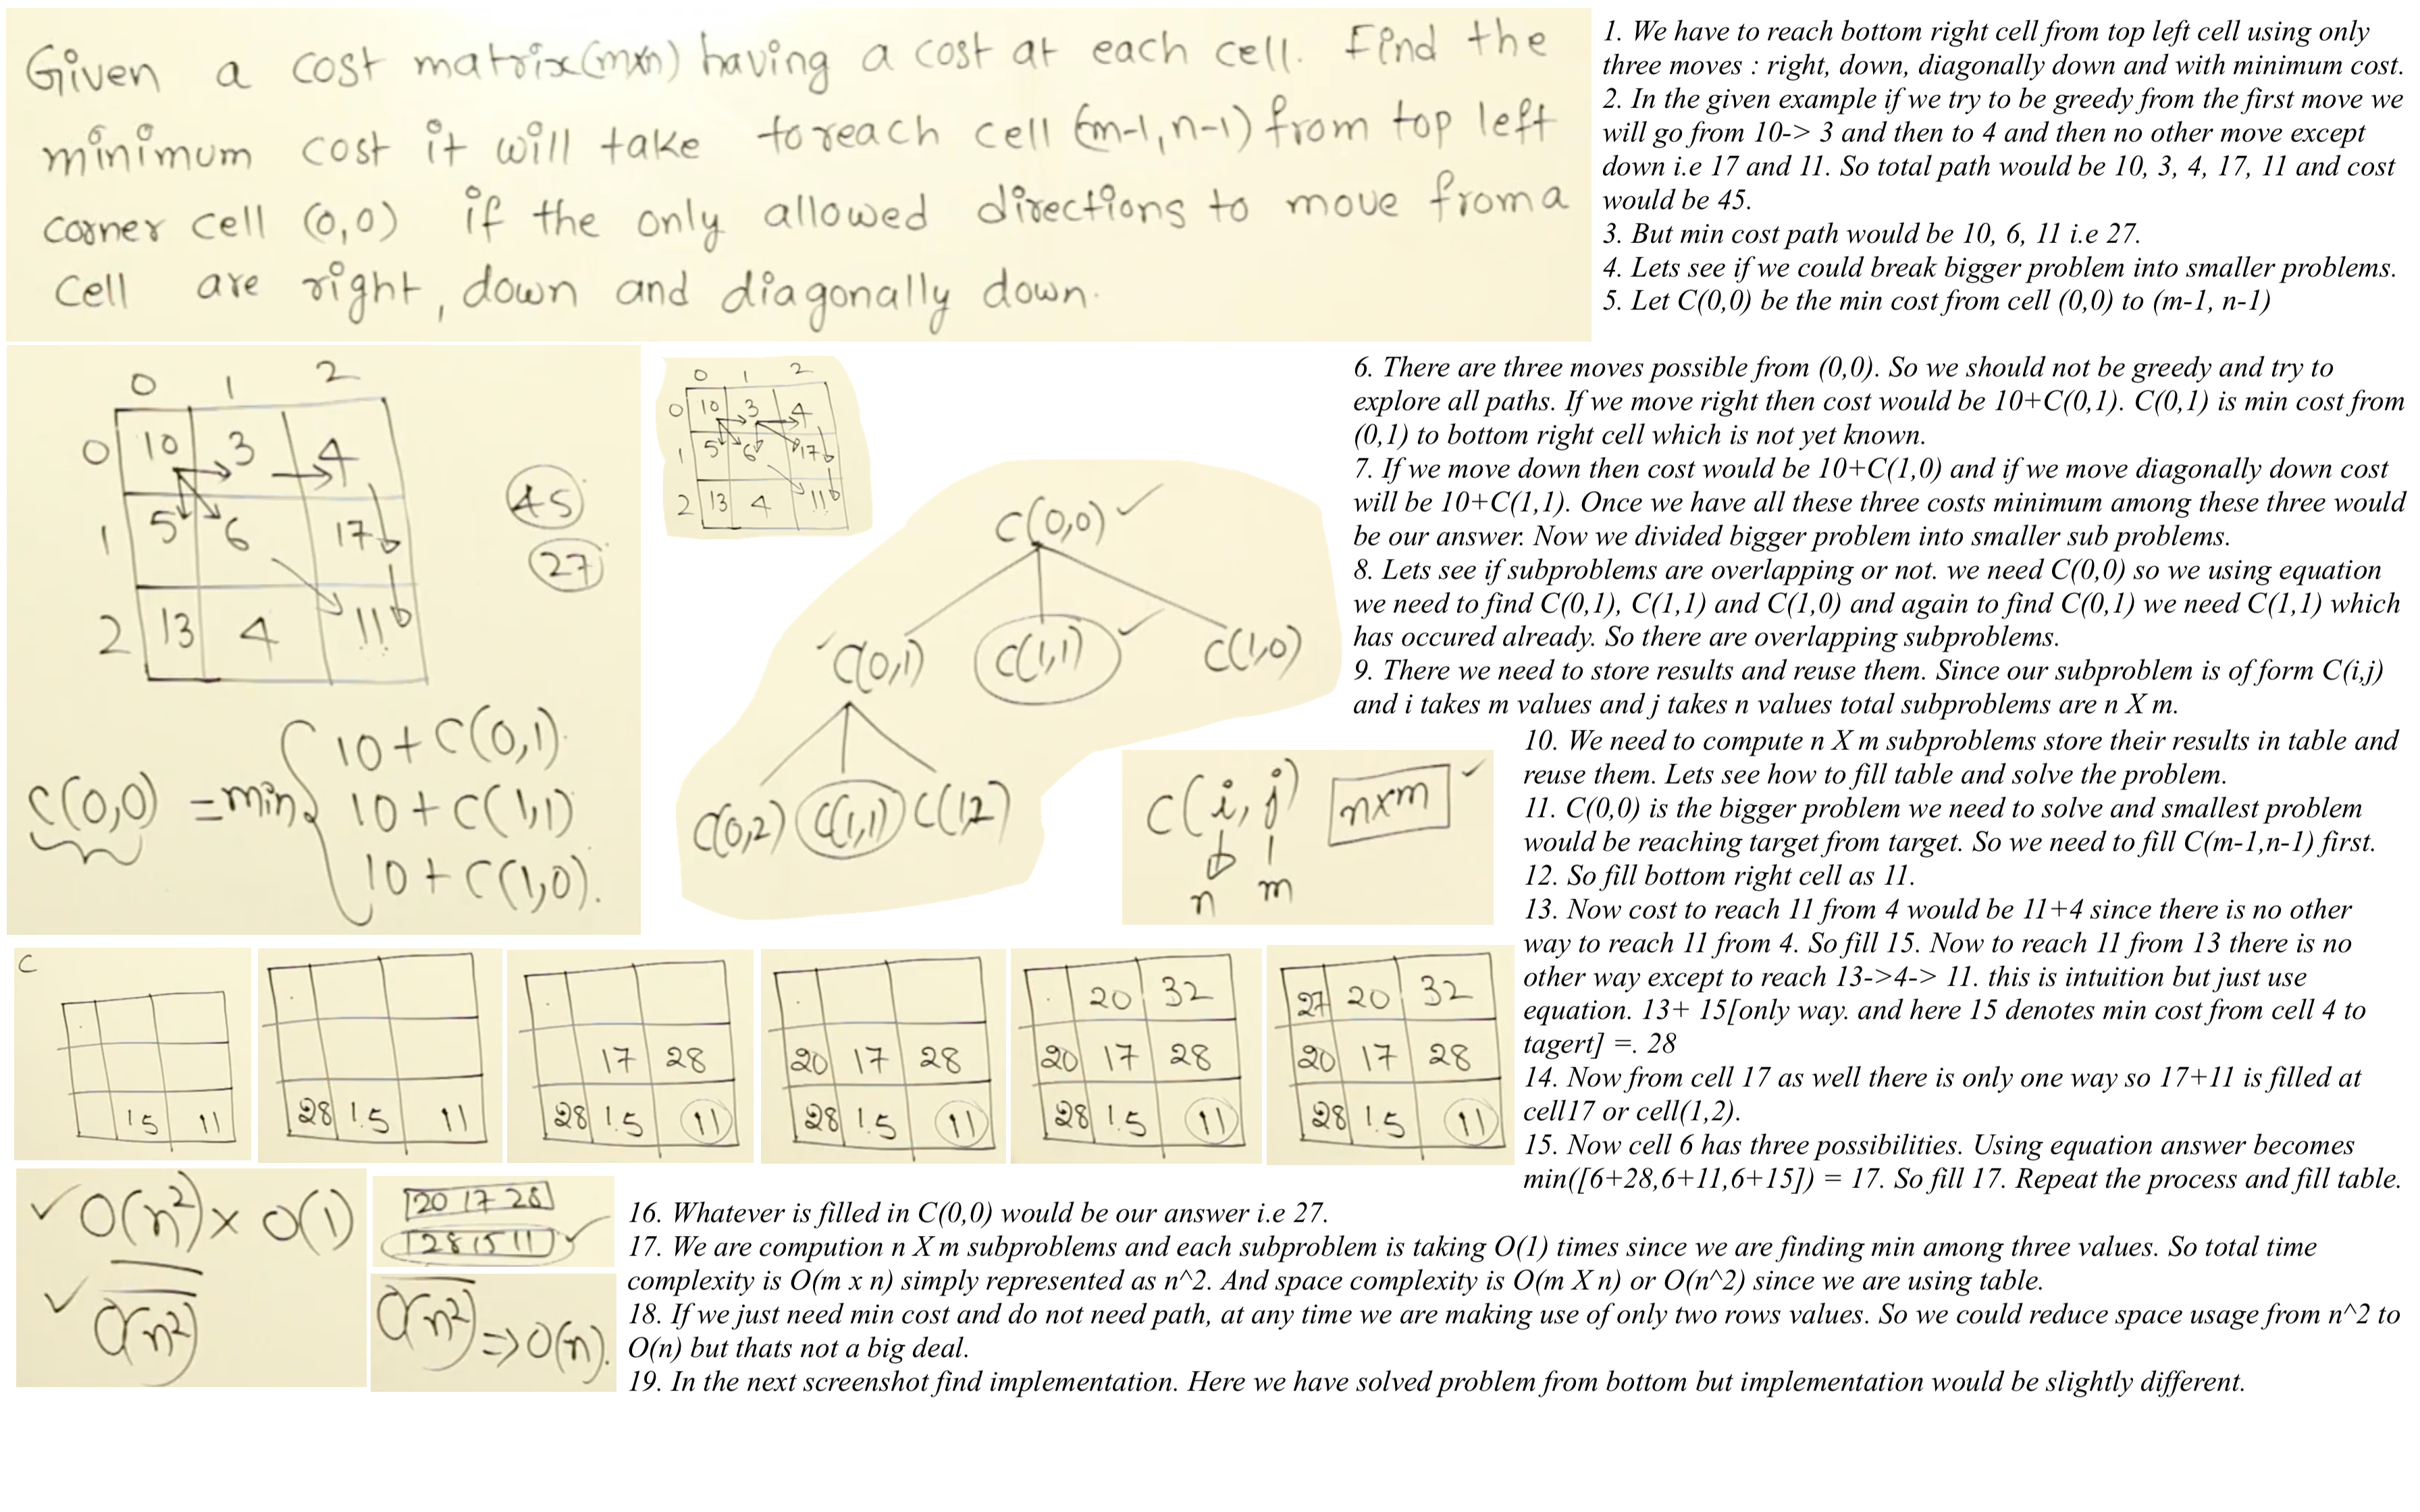 Given a cost matrix(mxn) having a cost at each cell. Find the
minimum cost it will take to reach cell (m-1, n-1) from top left
corner cell (0,0) if the only allowed directions to move from a
cell are right, down and diagonally down.
1. We have to reach bottom right cell from top left cell using only
three moves : right, down, diagonally down and with minimum cost.
2. In the given example if we try to be greedy from the first move we
will go from 10-> 3 and then to 4 and then no other move except
down i.e 17 and 11. So total path would be 10, 3, 4, 17, 11 and cost
would be 45.
3. But min cost path would be 10, 6, 11 i.e 27.
4. Lets see if we could break bigger problem into smaller problems.
5. Let C(0,0) be the min cost from cell (0,0) to (m-1, n-1)
0 1 2
0 10 3 4
1 5 6 17
2 13 4 11
45
27
C(0,0) = min { 10 + C(0,1).
10 + C(1,1)
10 + C(1,0).
0 1 2
0 10 3 4
1 5 6 17
2 13 4 11
C(0,0)
C(0,1) C(1,1) C(1,0)
C(0,2) C(1,1) C(1,2)
6. There are three moves possible from (0,0). So we should not be greedy and try to
explore all paths. If we move right then cost would be 10+C(0,1). C(0,1) is min cost from
(0,1) to bottom right cell which is not yet known.
7. If we move down then cost would be 10+C(1,0) and if we move diagonally down cost
will be 10+C(1,1). Once we have all these three costs minimum among these three would
be our answer. Now we divided bigger problem into smaller sub problems.
8. Lets see if subproblems are overlapping or not. we need C(0,0) so we using equation
we need to find C(0,1), C(1,1) and C(1,0) and again to find C(0,1) we need C(1,1) which
has occured already. So there are overlapping subproblems.
9. There we need to store results and reuse them. Since our subproblem is of form C(i,j)
and i takes m values and j takes n values total subproblems are n X m.
C(i, j) nxm
n m
10. We need to compute n X m subproblems store their results in table and
reuse them. Lets see how to fill table and solve the problem.
11. C(0,0) is the bigger problem we need to solve and smallest problem
would be reaching target from target. So we need to fill C(m-1,n-1) first.
12. So fill bottom right cell as 11.
13. Now cost to reach 11 from 4 would be 11+4 since there is no other
way to reach 11 from 4. So fill 15. Now to reach 11 from 13 there is no
other way except to reach 13->4-> 11. this is intuition but just use
equation. 13+ 15[only way. and here 15 denotes min cost from cell 4 to
tagert] =. 28
14. Now from cell 17 as well there is only one way so 17+11 is filled at
cell17 or cell(1,2).
15. Now cell 6 has three possibilities. Using equation answer becomes
min([6+28,6+11,6+15]) = 17. So fill 17. Repeat the process and fill table.
C
15 11
28 15 11
17 28
28 15 11
20 17 28
28 15 11
20 32
20 17 28
28 15 11
27 20 32
20 17 28
28 15 11
O(n²) x O(1)
O(n²)
20 17 28
28 15 11
O(n²) => O(n).
16. Whatever is filled in C(0,0) would be our answer i.e 27.
17. We are compution n X m subproblems and each subproblem is taking O(1) times since we are finding min among three values. So total time
complexity is O(m x n) simply represented as n^2. And space complexity is O(m X n) or O(n^2) since we are using table.
18. If we just need min cost and do not need path, at any time we are making use of only two rows values. So we could reduce space usage from n^2 to
O(n) but thats not a big deal.
19. In the next screenshot find implementation. Here we have solved problem from bottom but implementation would be slightly different.